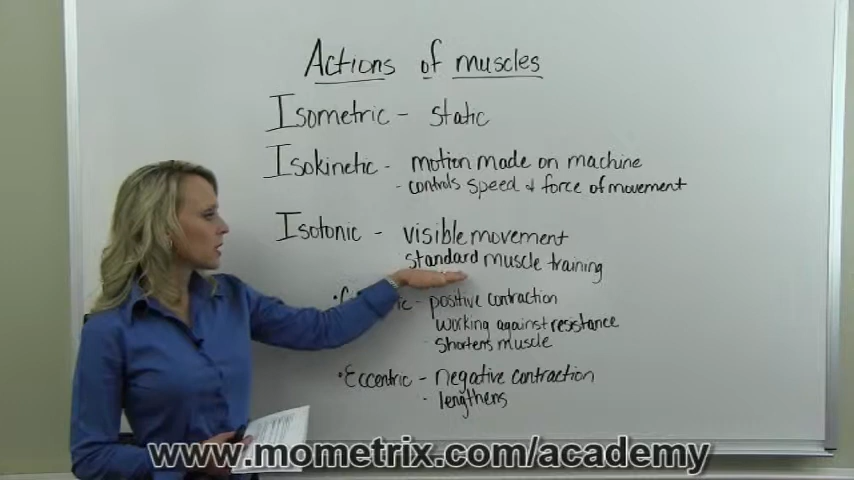 Actions of muscles
Isometric - static
Isokinetic - motion made on machine
- controls speed & force of movement
Isotonic - visible movement
standard muscle training
- positive contraction
working against resistance
- shortens muscle
• Eccentric - negative contraction
- lengthens
www.mometrix.com/academy